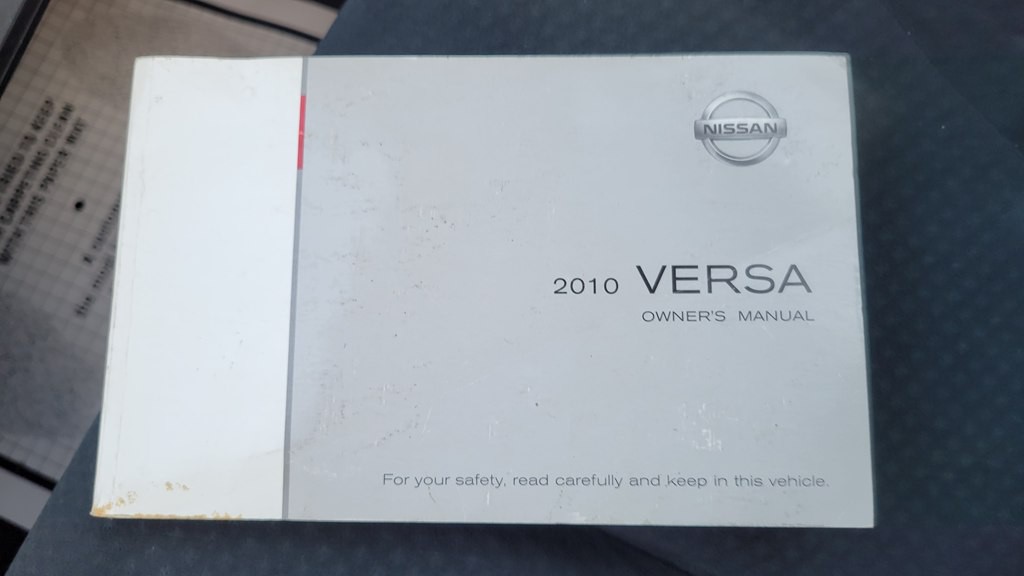 NISSAN
2010 VERSA
OWNER'S MANUAL
For your safety, read carefully and keep in this vehicle.